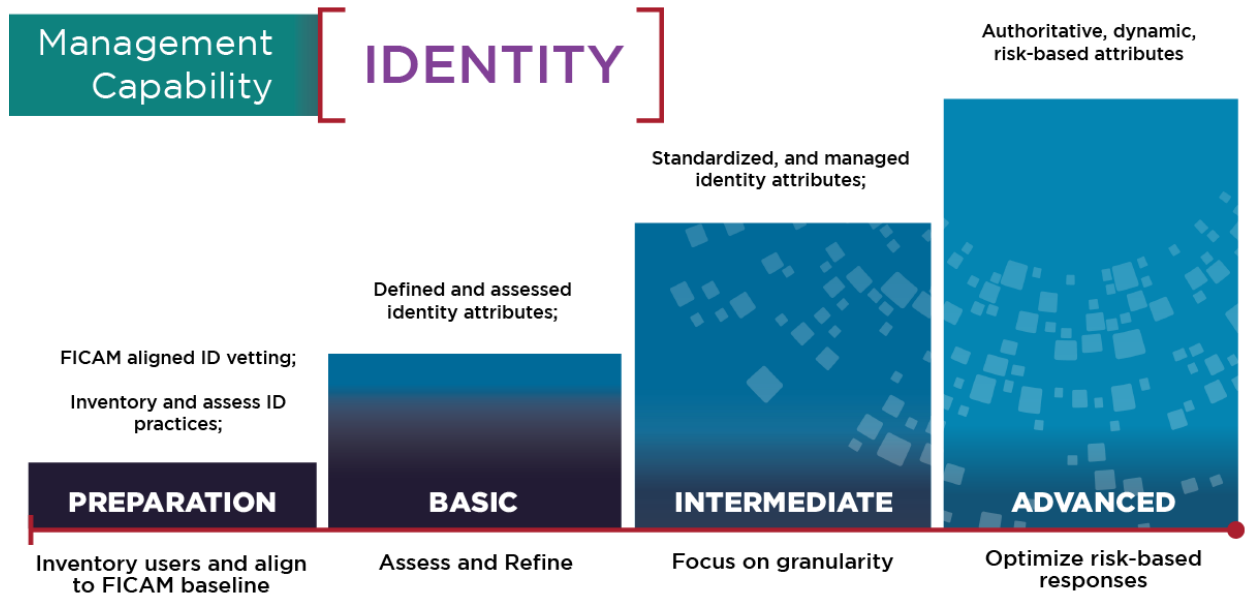 Management
Capability
IDENTITY
Authoritative, dynamic,
risk-based attributes
Standardized, and managed
identity attributes;
Defined and assessed
identity attributes;
FICAM aligned ID vetting;
Inventory and assess ID
practices;
PREPARATION
BASIC
INTERMEDIATE
ADVANCED
Inventory users and align
to FICAM baseline
Assess and Refine
Focus on granularity
Optimize risk-based
responses